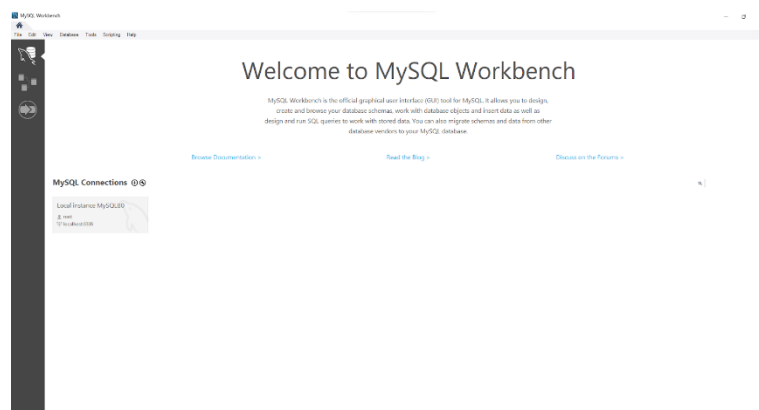 MySQL Workbench
File Edit View Database Tools Scripting Help
Welcome to MySQL Workbench
MySQL Workbench is the official graphical user interface (GUI) tool for MySQL. It allows you to design,
create and browse your database schemas, work with database objects and insert data as well as
design and run SQL queries to work with stored data. You can also migrate schemas and data from other
database vendors to your MySQL database.
Browse Documentation > Read the Blog > Discuss on the Forums >
MySQL Connections
Local instance MySQL80
root
localhost:3306